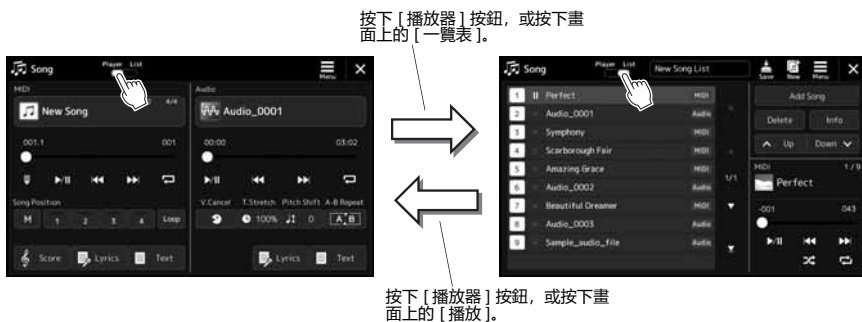 按下 [ 播放器 ] 按鈕，或按下畫
面上的 [ 一覽表 ]。
Song
Player List
Menu
MIDI
4/4
New Song
001.1
001
Song Position
M 1 2 3 4 Loop
Score Lyrics Text
Audio
Audio_0001
00:00
03:02
V.Cancel T.Stretch Pitch Shift A-B Repeat
100% 0 A B
Lyrics Text
Song
Player List
New Song List
Save New Menu
1 Perfect MIDI
2 Audio_0001 Audio
3 Symphony MIDI
4 Scarborough Fair MIDI
5 Amazing Grace MIDI
6 Audio_0002 Audio
7 Beautiful Dreamer MIDI
8 Audio_0003 Audio
9 Sample_audio_file Audio
1/1
Add Song
Delete Info
Up Down
MIDI 1/9
Perfect
-001 043
按下 [ 播放器 ] 按鈕，或按下畫
面上的 [ 播放 ]。